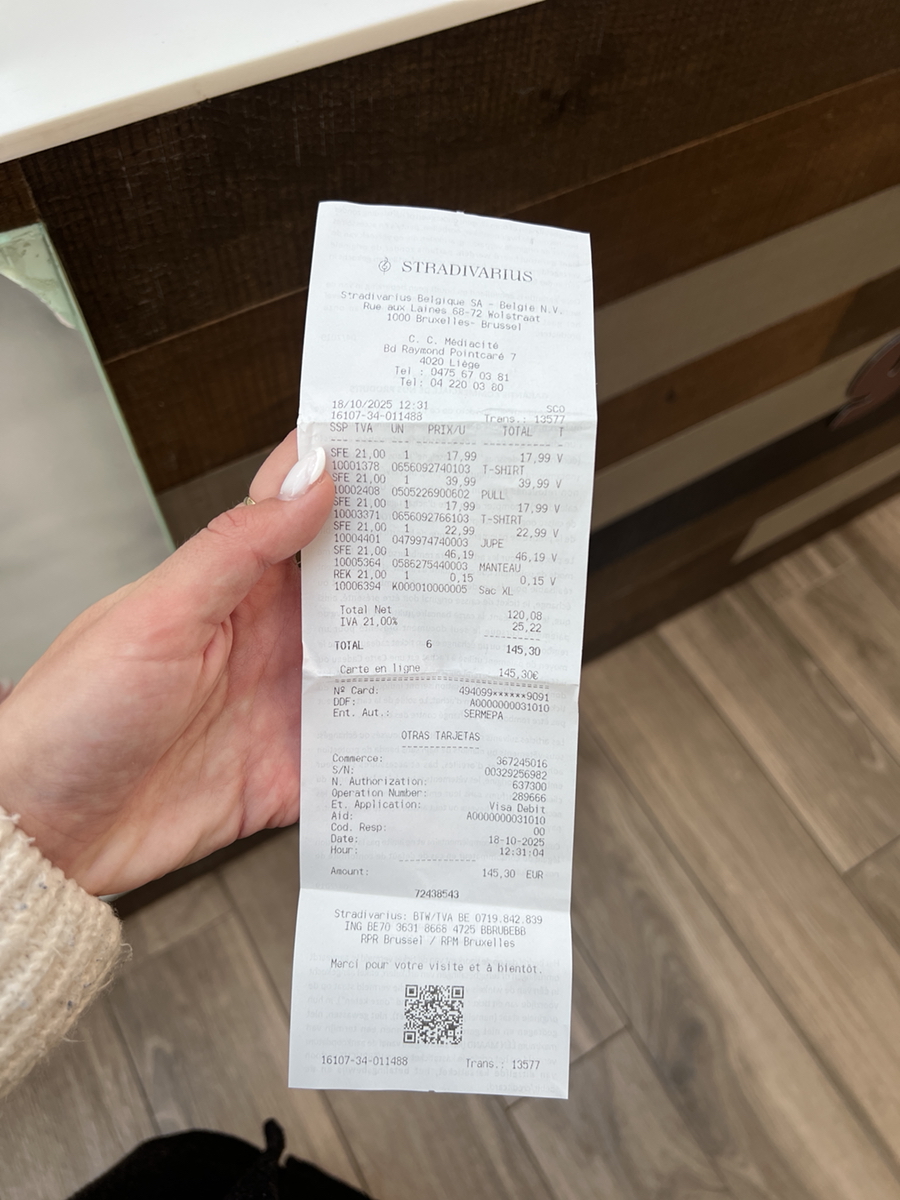 STRADIVARIUS
Stradivarius Belgique SA - Belgie N.V.
Rue aux Laines 68-72 Wolstraat
1000 Bruxelles- Brussel
C. C. Médiacité
Bd Raymond Pointcaré 7
4020 Liège
Tel : 0475 67 03 81
Tel: 04 220 03 60
18/10/2025 12:31 SCO
16107-34-011488 Trans.: 13577
SSP TVA UN PRIX/U TOTAL T
SFE 21,00 1 17,99 17,99 V
10001378 0656092740103 T-SHIRT
SFE 21,00 1 39,99 39,99 V
10002408 0505226900602 PULL
SFE 21,00 1 17,99 17,99 V
10003371 0656092766103 T-SHIRT
SFE 21,00 1 22,99 22,99 V
10004401 0479974740003 JUPE
SFE 21,00 1 46,19 46,19 V
10005364 0586275440003 MANTEAU
REK 21,00 1 0,15 0,15 V
10006394 K000010000005 Sac XL
Total Net 120,08
IVA 21,00% 25,22
TOTAL 6 145,30
Carte en ligne 145,30€
Nº Card: 494099******9091
DDF: A0000000031010
Ent. Aut.: SERMEPA
OTRAS TARJETAS
Commerce: 367245016
S/N: 00329256982
N. Authorization: 637300
Operation Number: 289666
Et. Application: Visa Debit
Aid: A0000000031010
Cod. Resp: 00
Date: 18-10-2025
Hour: 12:31:04
Amount: 145,30 EUR
72438543
Stradivarius: BTW/TVA BE 0719.842.839
ING BE70 3631 8668 4725 BBRUBEBB
RPR Brussel / RPM Bruxelles
Merci pour votre visite et à bientôt.
16107-34-011488 Trans.: 13577